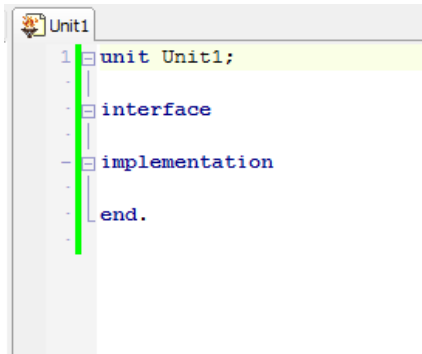 Unit1
1 unit Unit1;
interface
implementation
end.